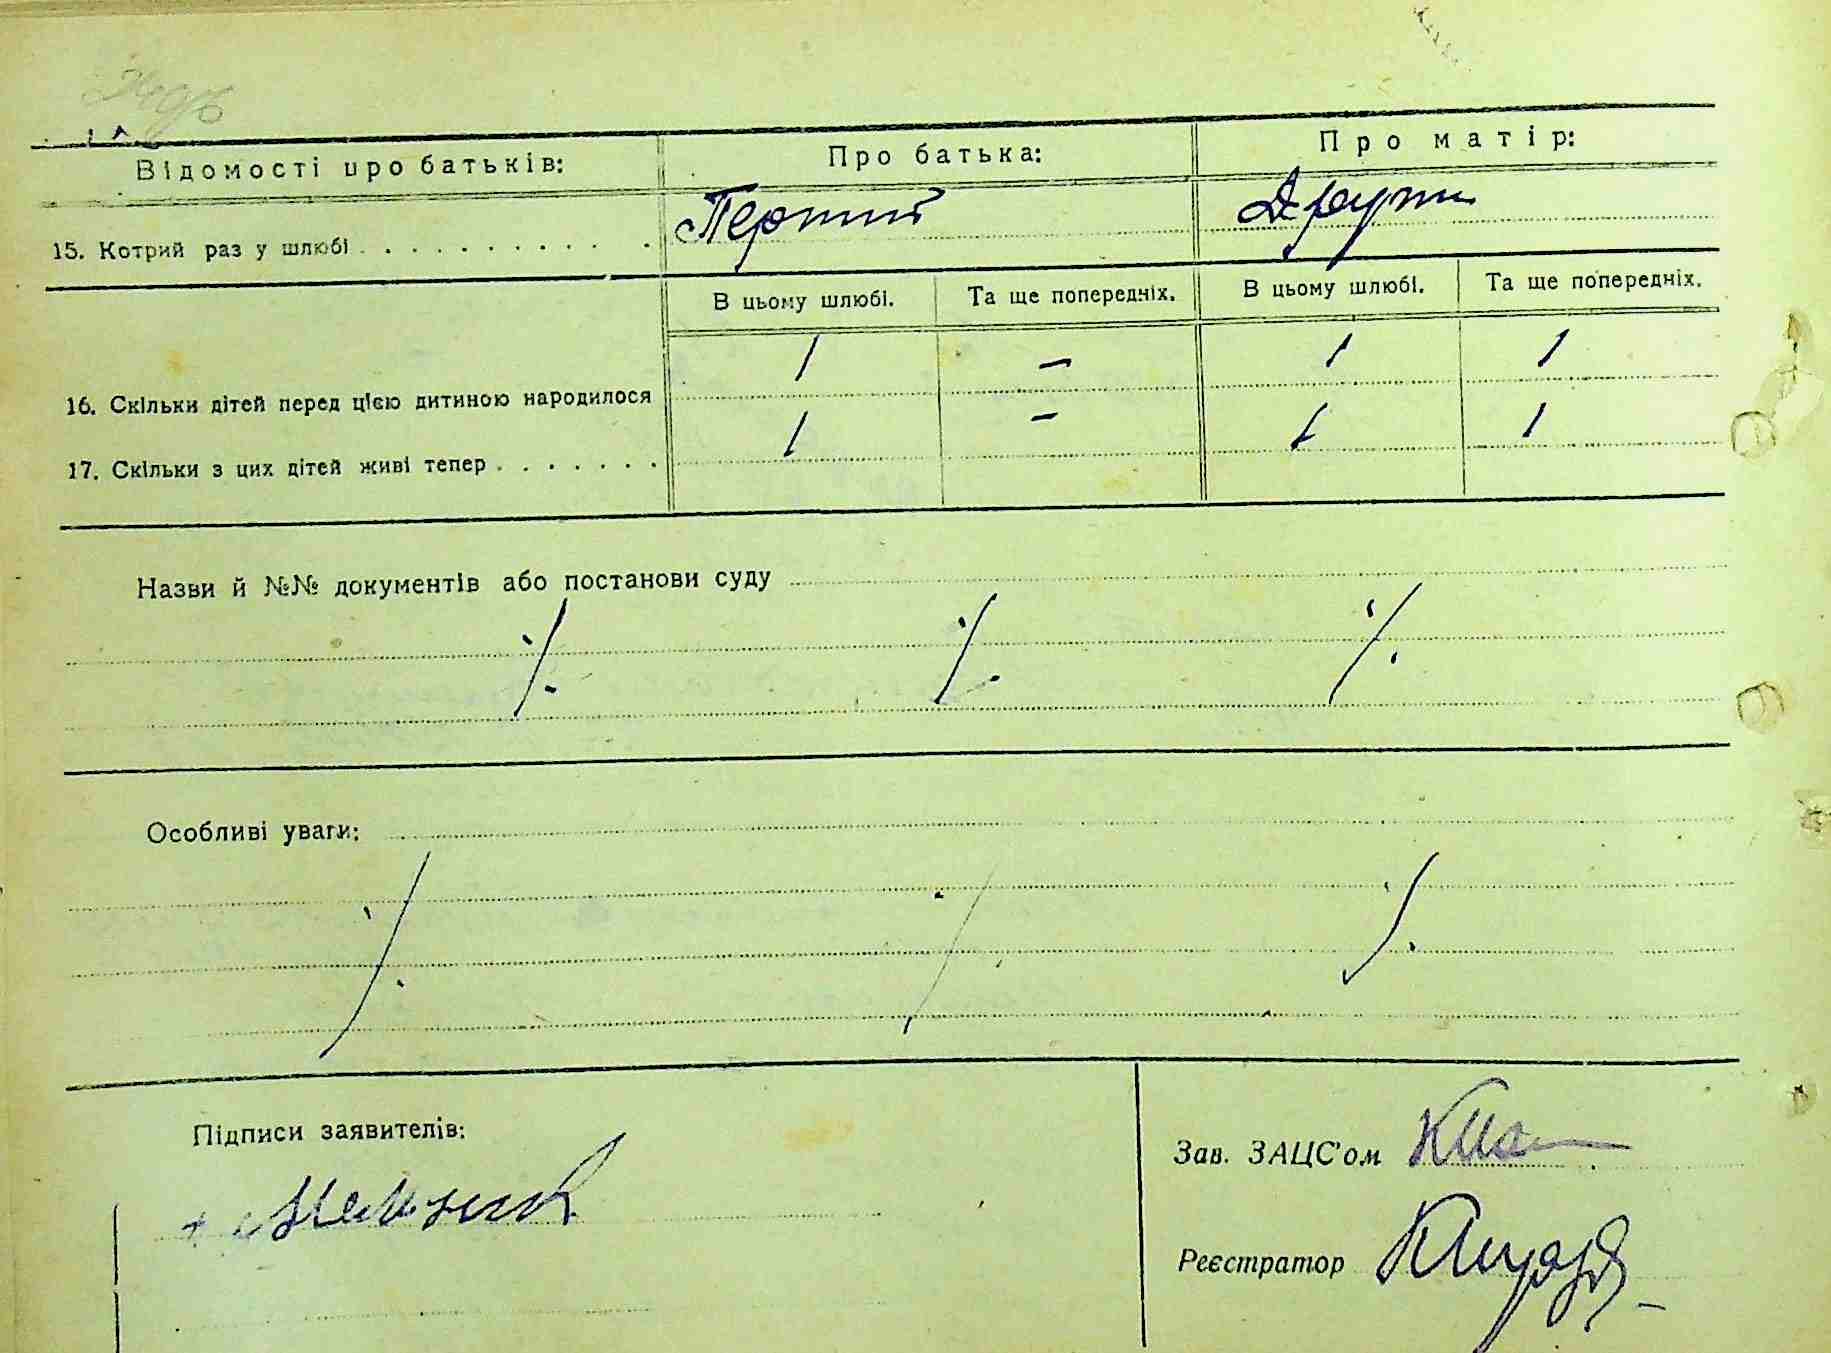 Відомості про батьків: Про батька: Про матір:
15. Котрий раз у шлюбі Перший Други
В цьому шлюбі. Та ще попередніх. В цьому шлюбі. Та ще попередніх.
16. Скільки дітей перед цією дитиною народилося 1 – 1 1
17. Скільки з цих дітей живі тепер 1 – 1 1
Назви й №№ документів або постанови суду
Особливі уваги:
Підписи заявителів:
Зав. ЗАЦС'ом
Реєстратор